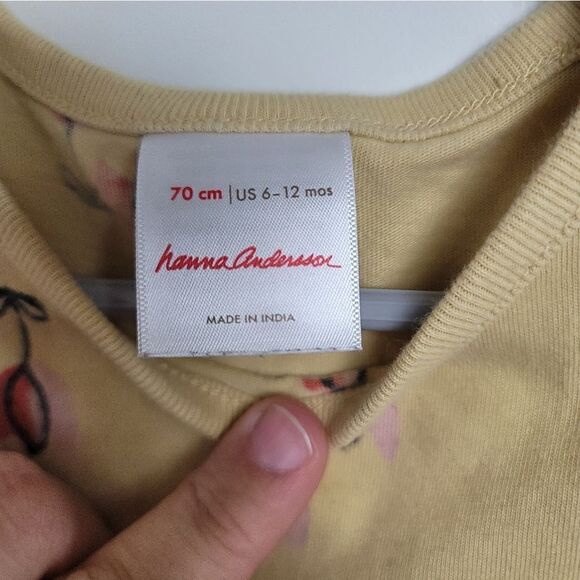 70 cm | US 6-12 mos
hanna andersson
MADE IN INDIA